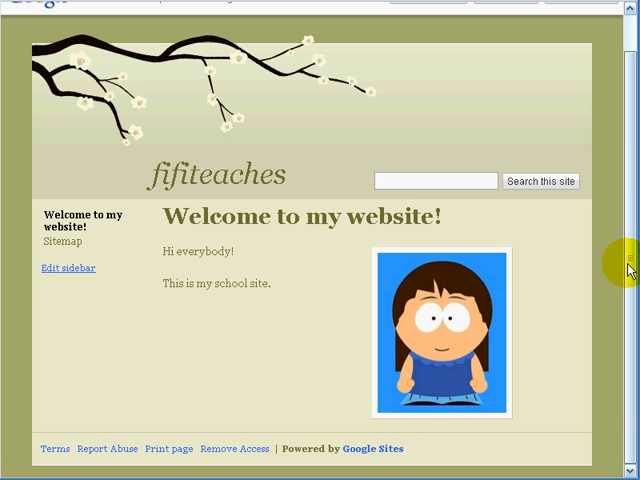 fifiteaches
Search this site
Welcome to my
website!
Sitemap
Edit sidebar
Welcome to my website!
Hi everybody!
This is my school site.
Terms Report Abuse Print page Remove Access | Powered by Google Sites